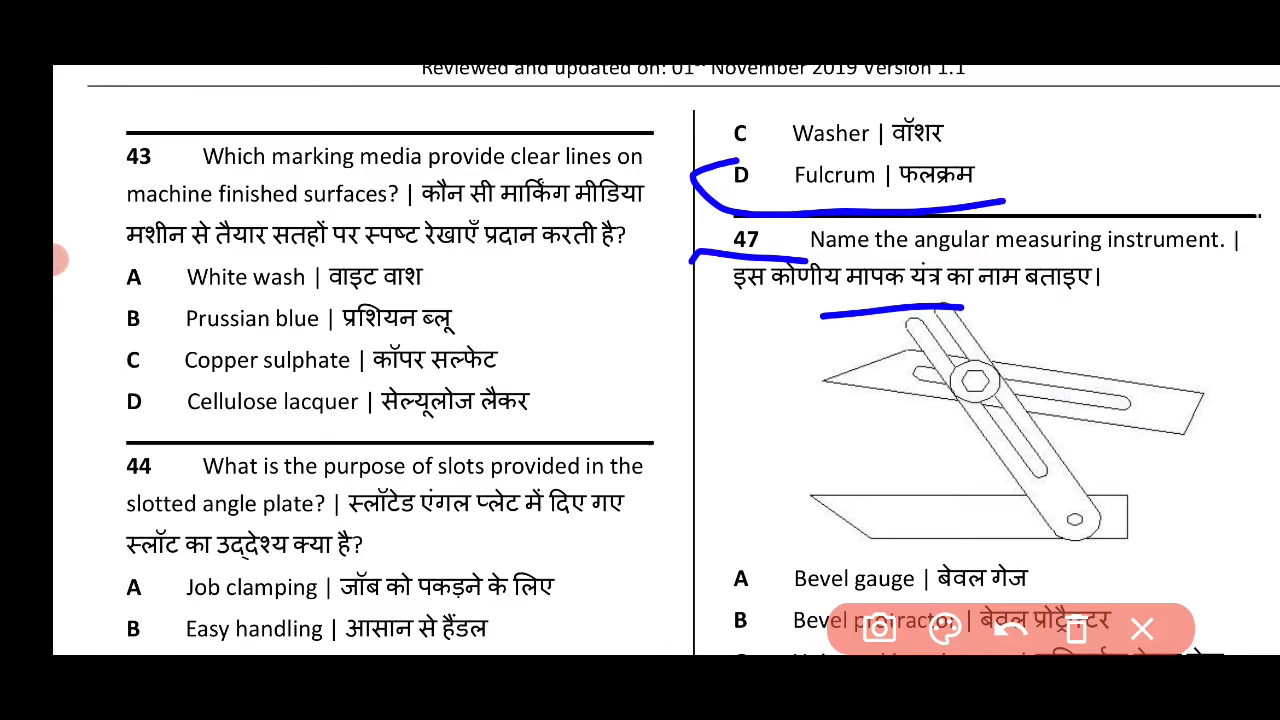 Reviewed and updated on: 01st November 2019 Version 1.1
43 Which marking media provide clear lines on
machine finished surfaces? | कौन सी मार्किंग मीडिया
मशीन से तैयार सतहों पर स्पष्ट रेखाएँ प्रदान करती है?
A White wash | वाइट वाश
B Prussian blue | प्रशियन ब्लू
C Copper sulphate | कॉपर सल्फेट
D Cellulose lacquer | सेल्यूलोज लैकर
44 What is the purpose of slots provided in the
slotted angle plate? | स्लॉटेड एंगल प्लेट में दिए गए
स्लॉट का उद्देश्य क्या है?
A Job clamping | जॉब को पकड़ने के लिए
B Easy handling | आसान से हैंडल
C Washer | वॉशर
D Fulcrum | फलक्रम
47 Name the angular measuring instrument. |
इस कोणीय मापक यंत्र का नाम बताइए।
A Bevel gauge | बेवल गेज
B Bevel protractor | बेवल प्रोट्रैक्टर